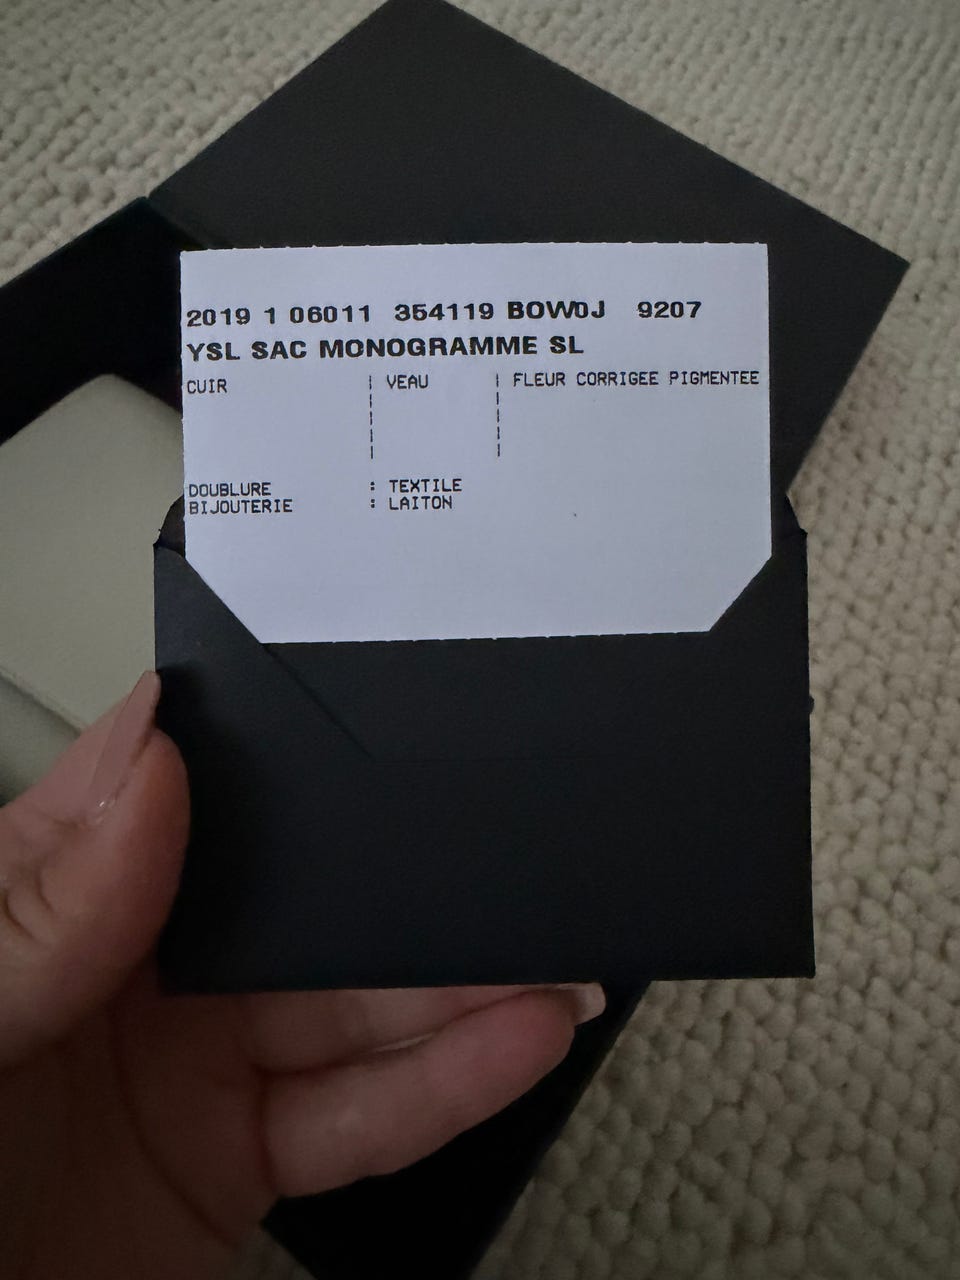 2019 1 06011 354119 BOW0J 9207
YSL SAC MONOGRAMME SL
CUIR | VEAU | FLEUR CORRIGEE PIGMENTEE
DOUBLURE : TEXTILE
BIJOUTERIE : LAITON